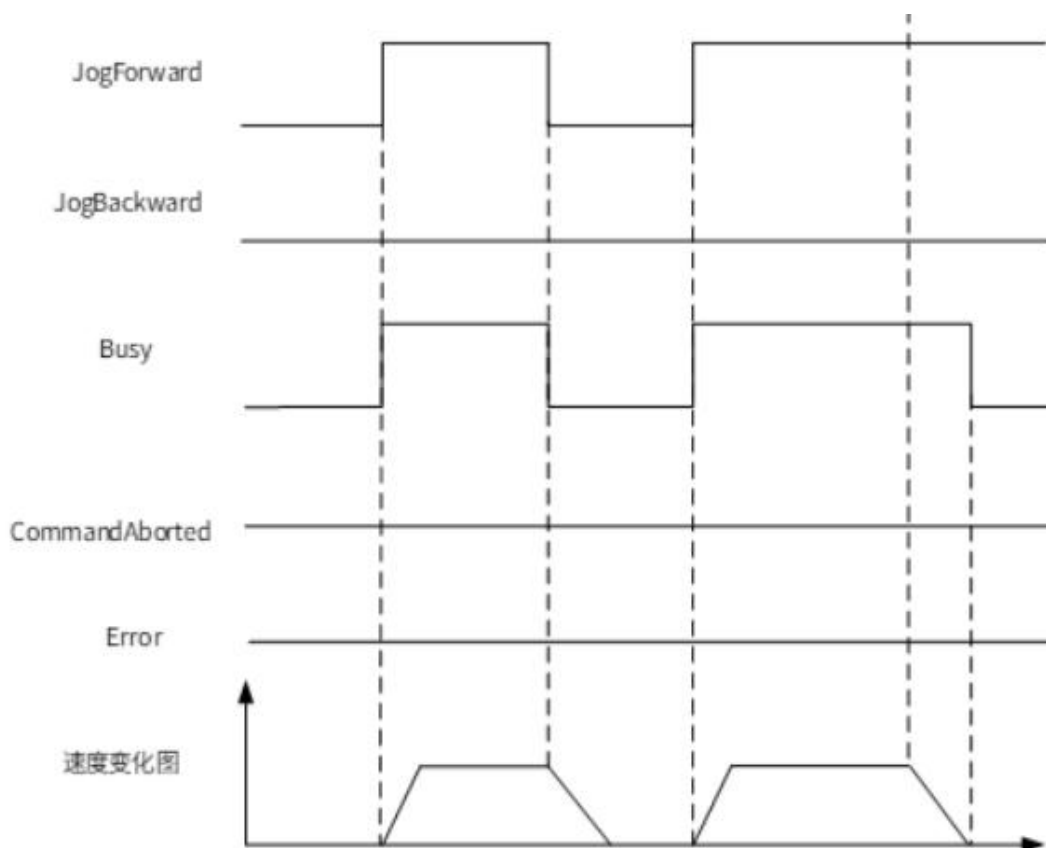 JogForward
JogBackward
Busy
CommandAborted
Error
速度变化图